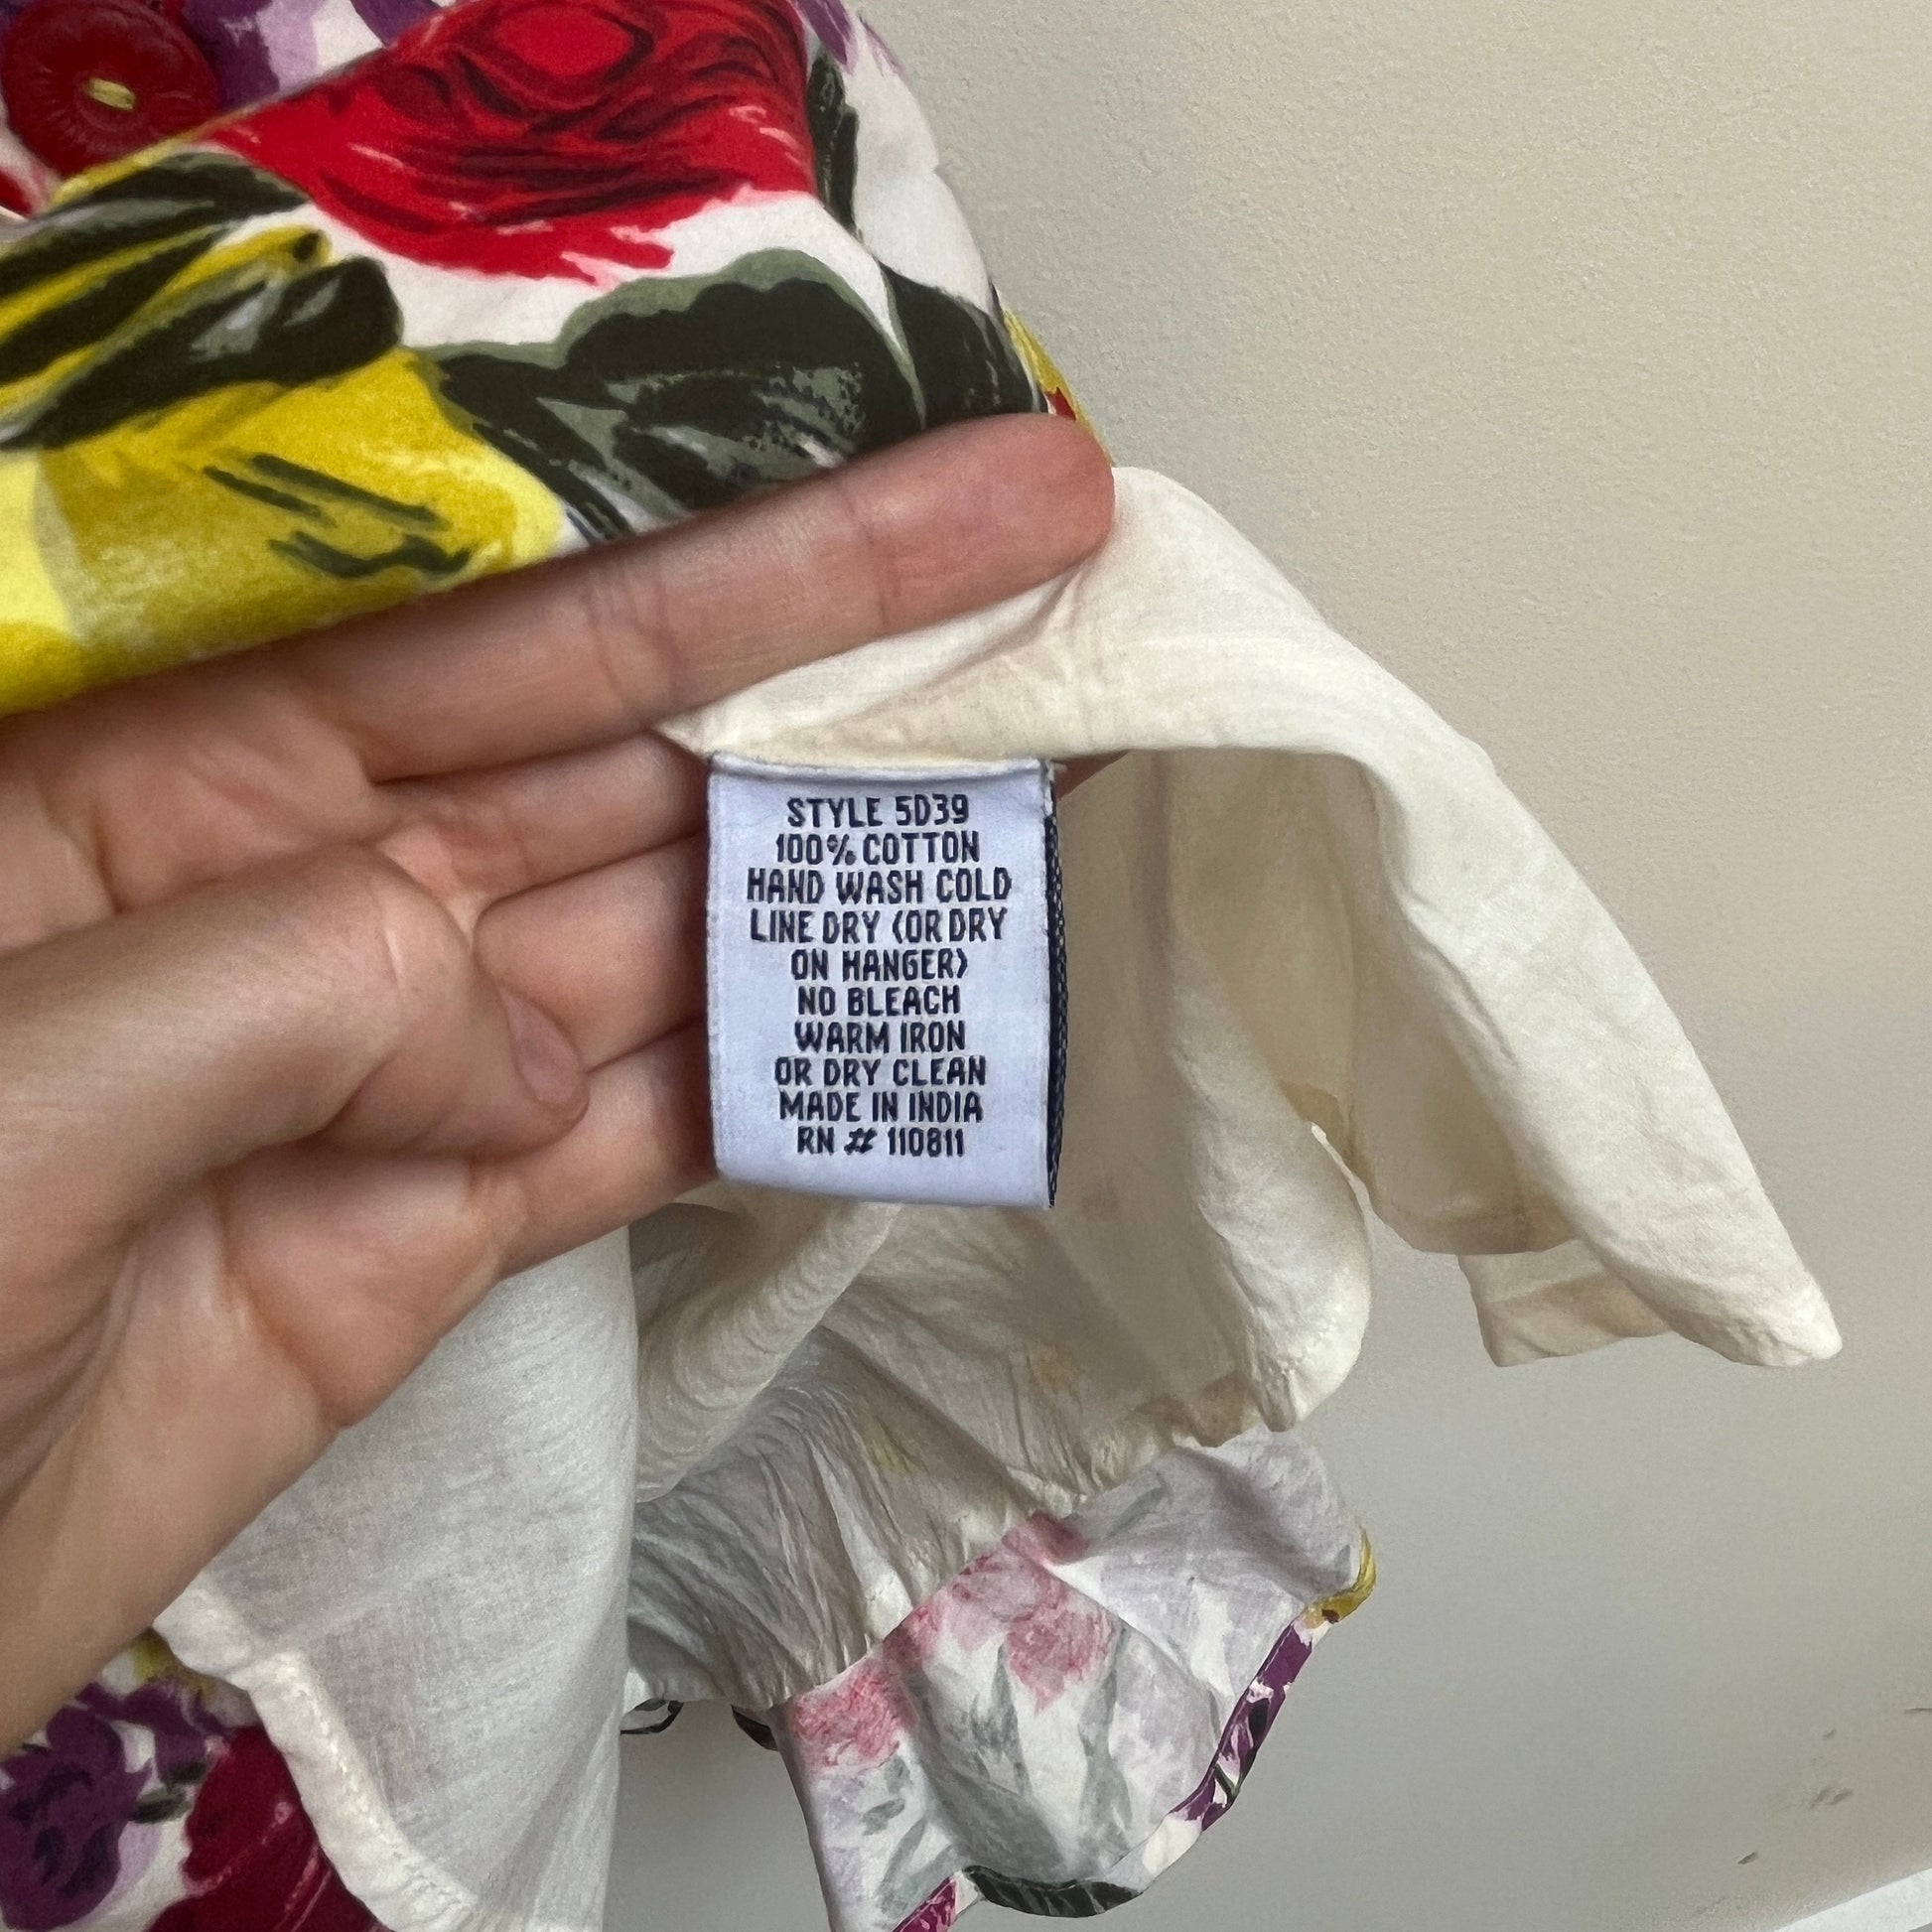 STYLE 5D39
100% COTTON
HAND WASH COLD
LINE DRY (OR DRY
ON HANGER)
NO BLEACH
WARM IRON
OR DRY CLEAN
MADE IN INDIA
RN # 110811